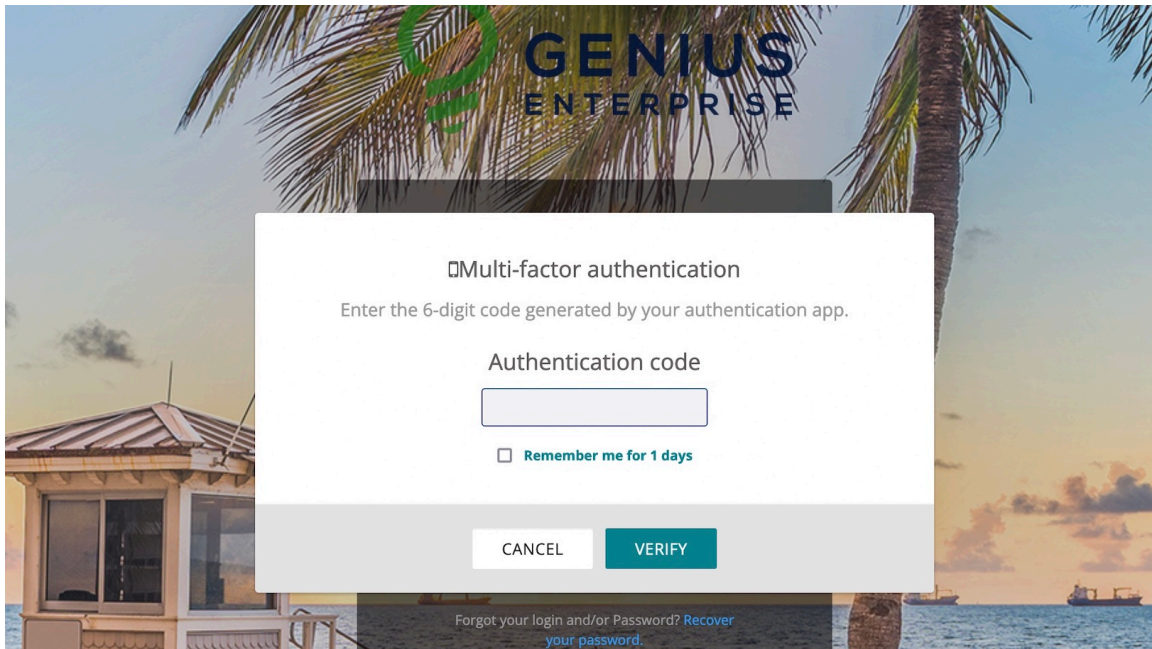 GENIUS
ENTERPRISE
Multi-factor authentication
Enter the 6-digit code generated by your authentication app.
Authentication code
Remember me for 1 days
CANCEL
VERIFY
Forgot your login and/or Password? Recover
your password.